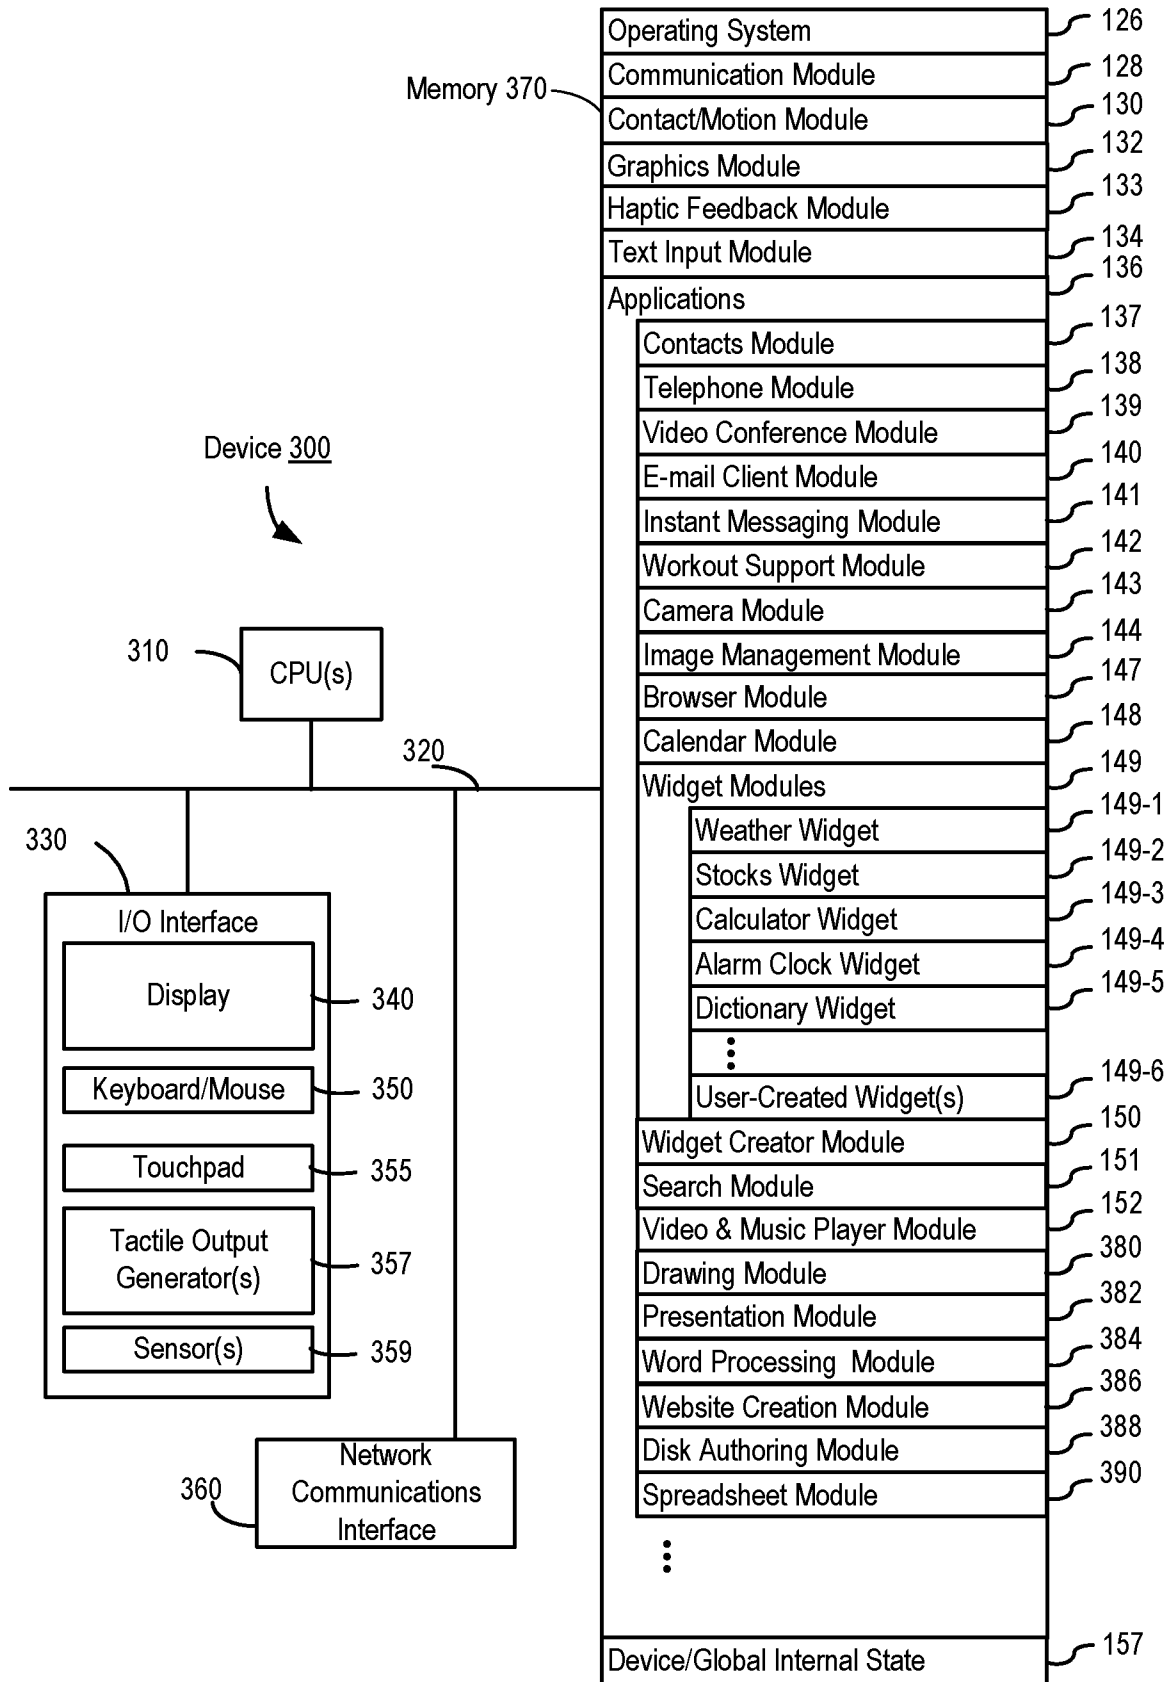 Operating System 126
Communication Module 128
Memory 370
Contact/Motion Module 130
Graphics Module 132
Haptic Feedback Module 133
Text Input Module 134
Applications 136
Contacts Module 137
Telephone Module 138
Video Conference Module 139
E-mail Client Module 140
Instant Messaging Module 141
Workout Support Module 142
Camera Module 143
Image Management Module 144
Browser Module 147
Calendar Module 148
Widget Modules 149
Weather Widget 149-1
Stocks Widget 149-2
Calculator Widget 149-3
Alarm Clock Widget 149-4
Dictionary Widget 149-5
User-Created Widget(s) 149-6
Widget Creator Module 150
Search Module 151
Video & Music Player Module 152
Drawing Module 380
Presentation Module 382
Word Processing Module 384
Website Creation Module 386
Disk Authoring Module 388
Spreadsheet Module 390
Device/Global Internal State 157
Device 300
310
CPU(s)
320
330
I/O Interface
Display 340
Keyboard/Mouse 350
Touchpad 355
Tactile Output
Generator(s) 357
Sensor(s) 359
360
Network
Communications
Interface